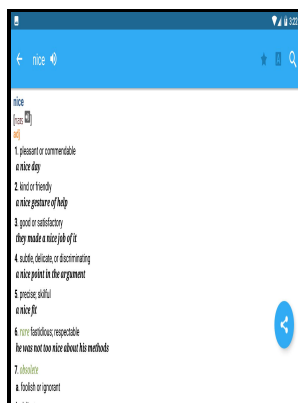 3:22
nice
nice
[naɪs]
adj
1. pleasant or commendable
a nice day
2. kind or friendly
a nice gesture of help
3. good or satisfactory
they made a nice job of it
4. subtle, delicate, or discriminating
a nice point in the argument
5. precise; skilful
a nice fit
6. rare fastidious; respectable
he was not too nice about his methods
7. obsolete
a. foolish or ignorant